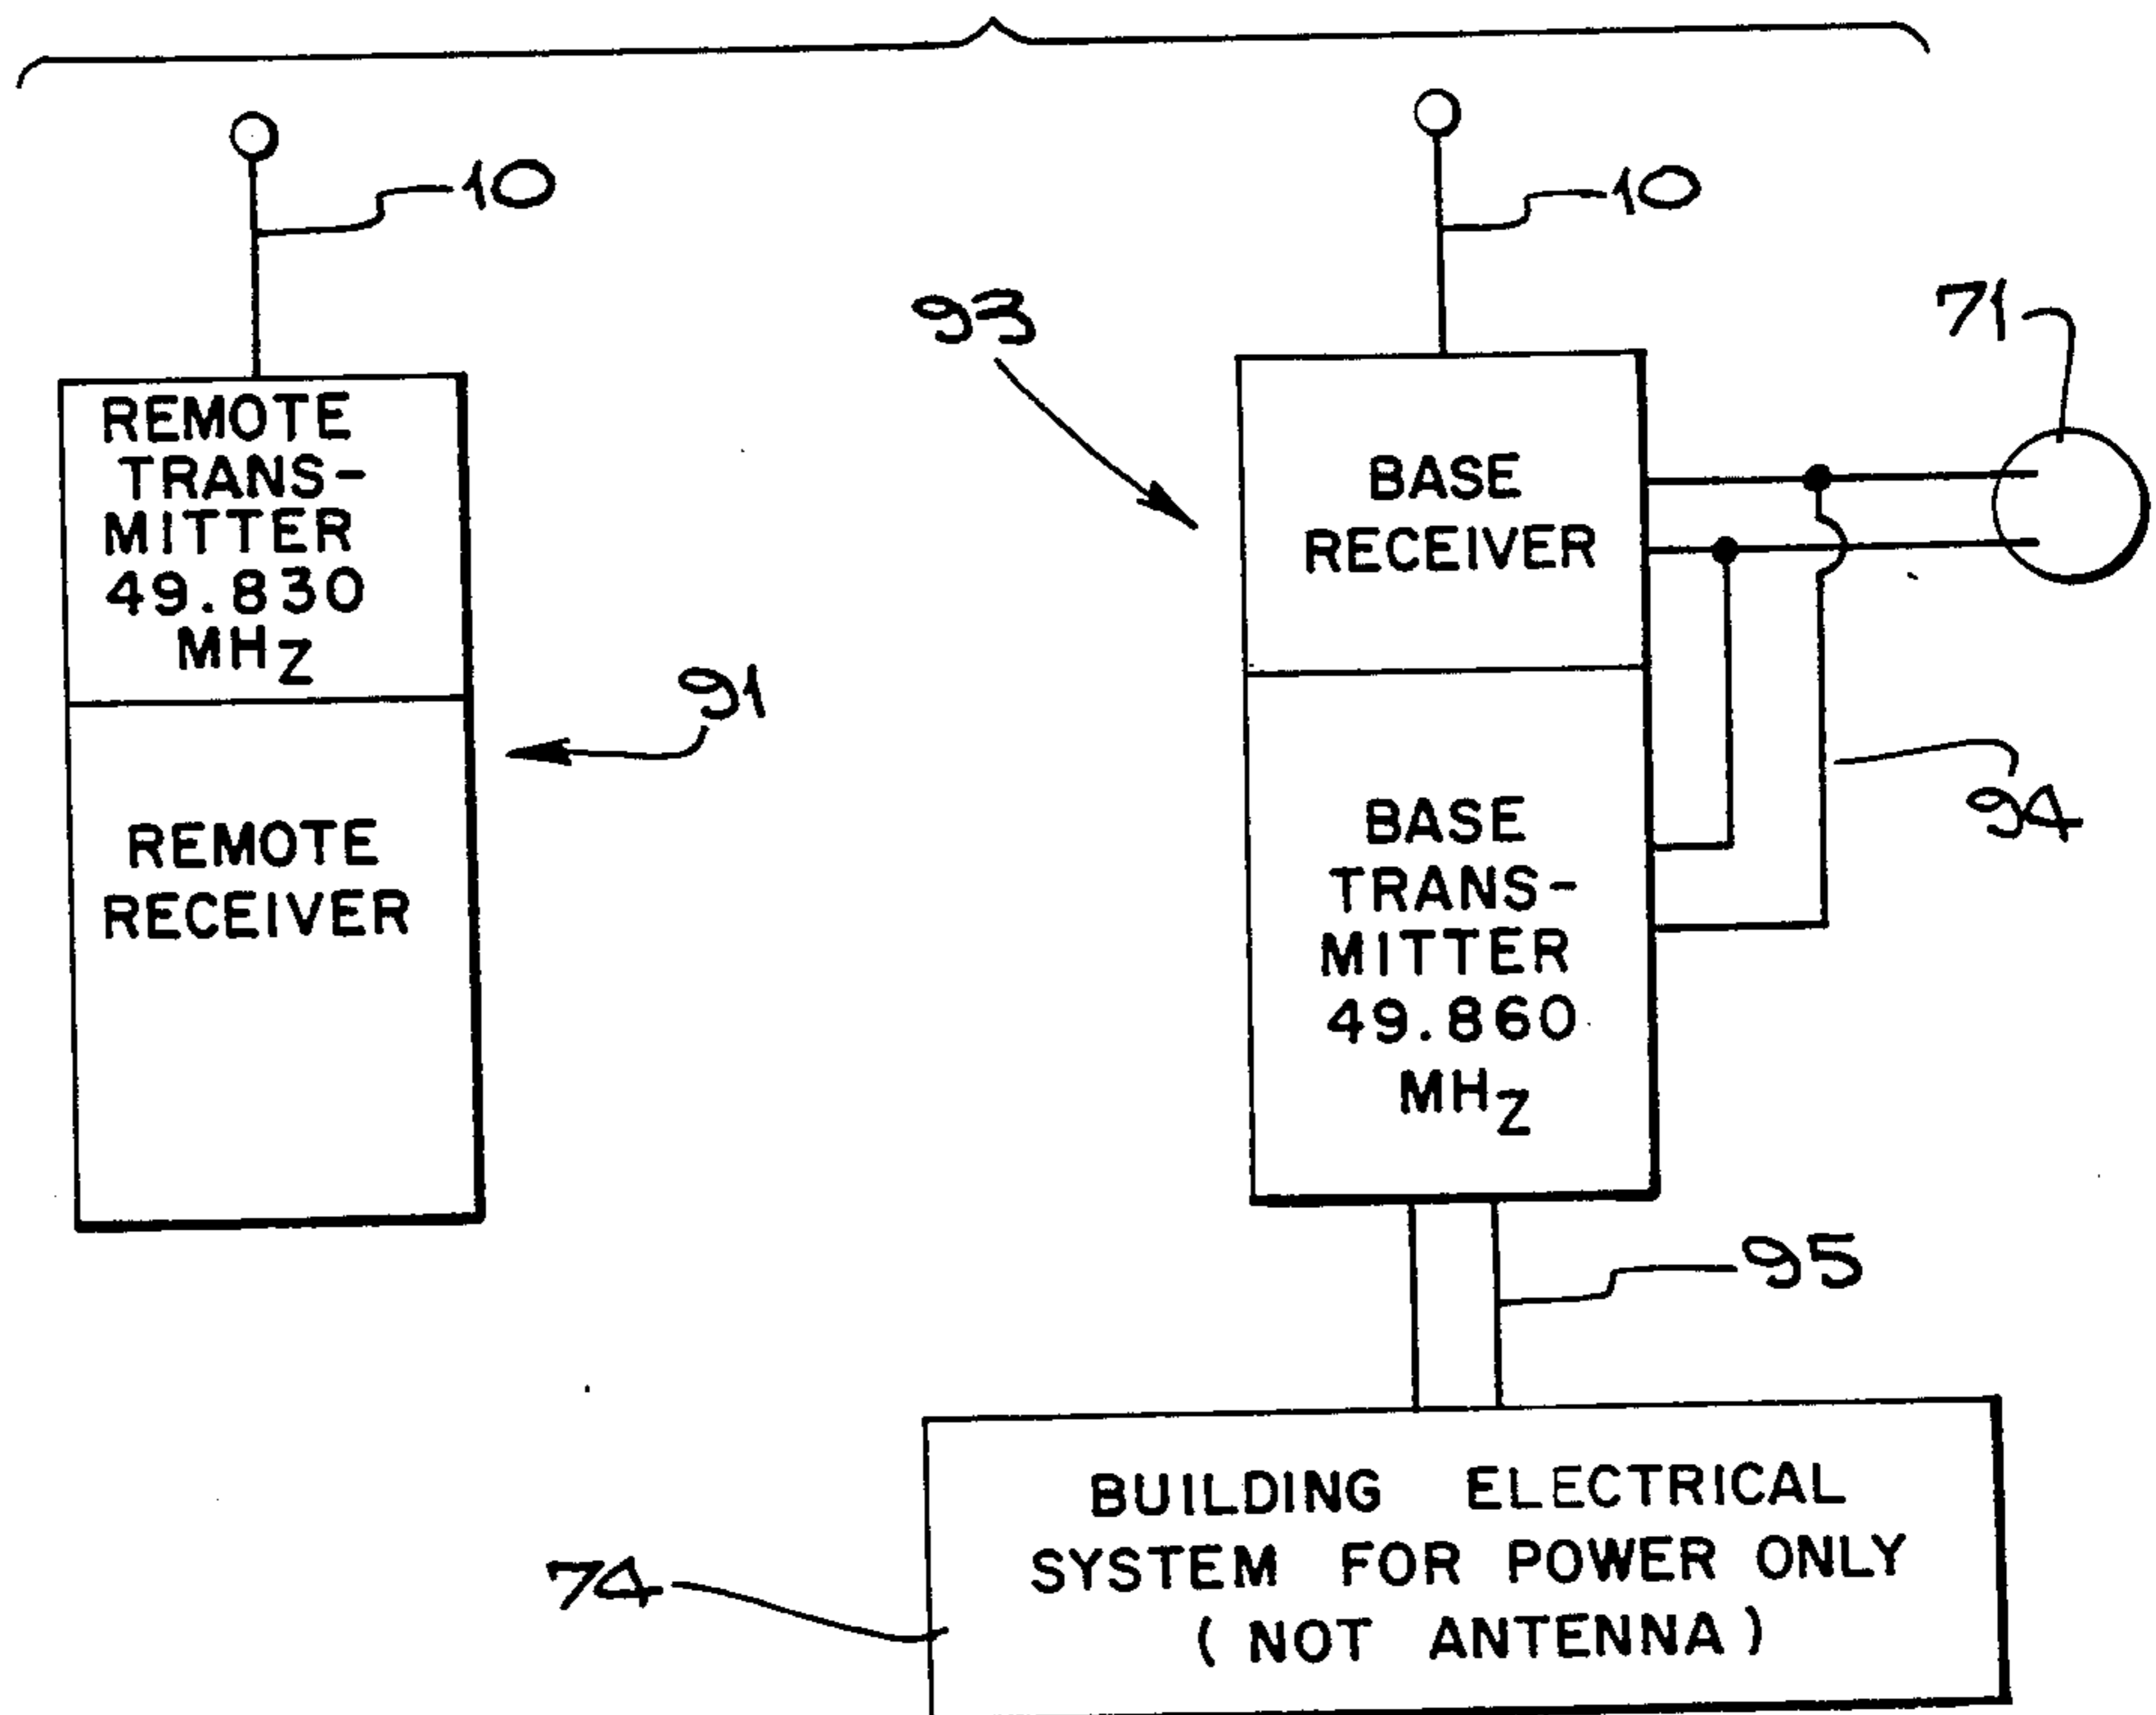 10
10
93
71
REMOTE
TRANS-
MITTER
49.830
MHZ
BASE
RECEIVER
91
REMOTE
RECEIVER
BASE
TRANS-
MITTER
49.860
MHZ
94
95
BUILDING ELECTRICAL
SYSTEM FOR POWER ONLY
(NOT ANTENNA)
74